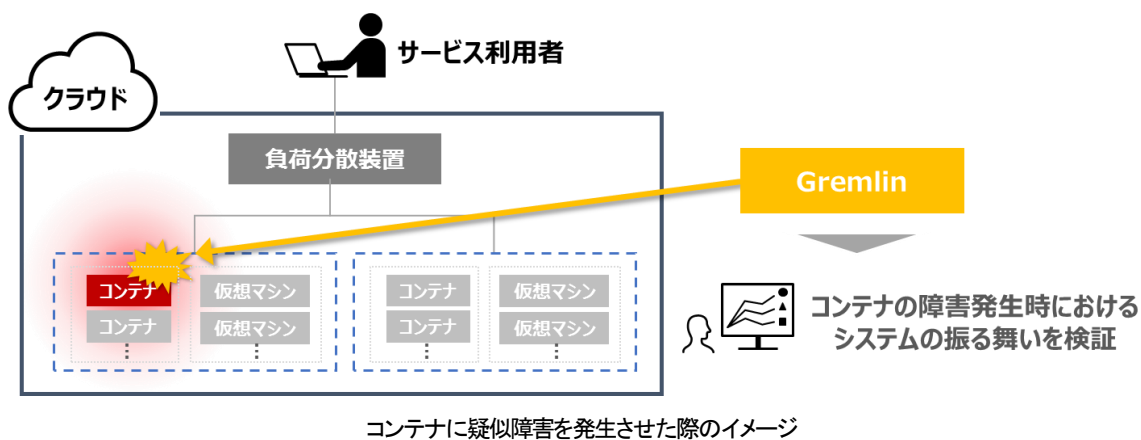 サービス利用者
クラウド
負荷分散装置
Gremlin
コンテナ
仮想マシン
コンテナ
仮想マシン
コンテナ
仮想マシン
コンテナ
仮想マシン
コンテナの障害発生時における
システムの振る舞いを検証
コンテナに疑似障害を発生させた際のイメージ